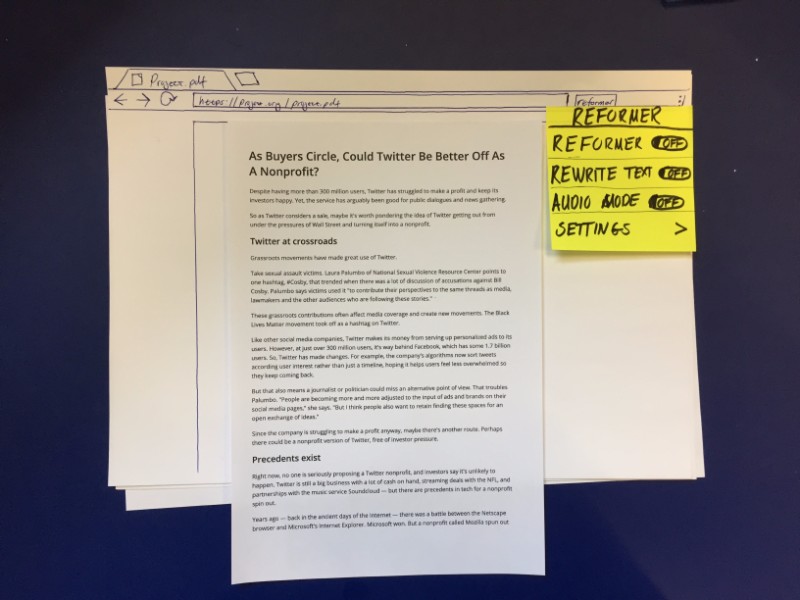 Project.pdf
https://project.org/project.pdf
reformer
REFORMER
REFORMER OFF
REWRITE TEXT OFF
AUDIO MODE OFF
SETTINGS >
As Buyers Circle, Could Twitter Be Better Off As
A Nonprofit?
Despite having more than 300 million users, Twitter has struggled to make a profit and keep its
investors happy. Yet, the service has arguably been good for public dialogues and news gathering.
So as Twitter considers a sale, maybe it's worth pondering the idea of Twitter getting out from
under the pressures of Wall Street and turning itself into a nonprofit.
Twitter at crossroads
Grassroots movements have made great use of Twitter.
Take sexual assault victims. Laura Palumbo of National Sexual Violence Resource Center points to
one hashtag, #Cosby, that trended when there was a lot of discussion of accusations against Bill
Cosby. Palumbo says victims used it "to contribute their perspectives to the same threads as media,
lawmakers and the other audiences who are following these stories."
These grassroots contributions often affect media coverage and create new movements. The Black
Lives Matter movement took off as a hashtag on Twitter.
Like other social media companies, Twitter makes its money from serving up personalized ads to its
users. However, at just over 300 million users, it's way behind Facebook, which has some 1.7 billion
users. So, Twitter has made changes. For example, the company's algorithms now sort tweets
according user interest rather than just a timeline, hoping it helps users feel less overwhelmed so
they keep coming back.
But that also means a journalist or politician could miss an alternative point of view. That troubles
Palumbo. "People are becoming more and more adjusted to the input of ads and brands on their
social media pages," she says. "But I think people also want to retain finding these spaces for an
open exchange of ideas."
Since the company is struggling to make a profit anyway, maybe there's another route. Perhaps
there could be a nonprofit version of Twitter, free of investor pressure.
Precedents exist
Right now, no one is seriously proposing a Twitter nonprofit, and investors say it's unlikely to
happen. Twitter is still a big business with a lot of cash on hand, streaming deals with the NFL, and
partnerships with the music service Soundcloud — but there are precedents in tech for a nonprofit
spin out.
Years ago — back in the ancient days of the internet — there was a battle between the Netscape
browser and Microsoft's Internet Explorer. Microsoft won. But a nonprofit called Mozilla spun out